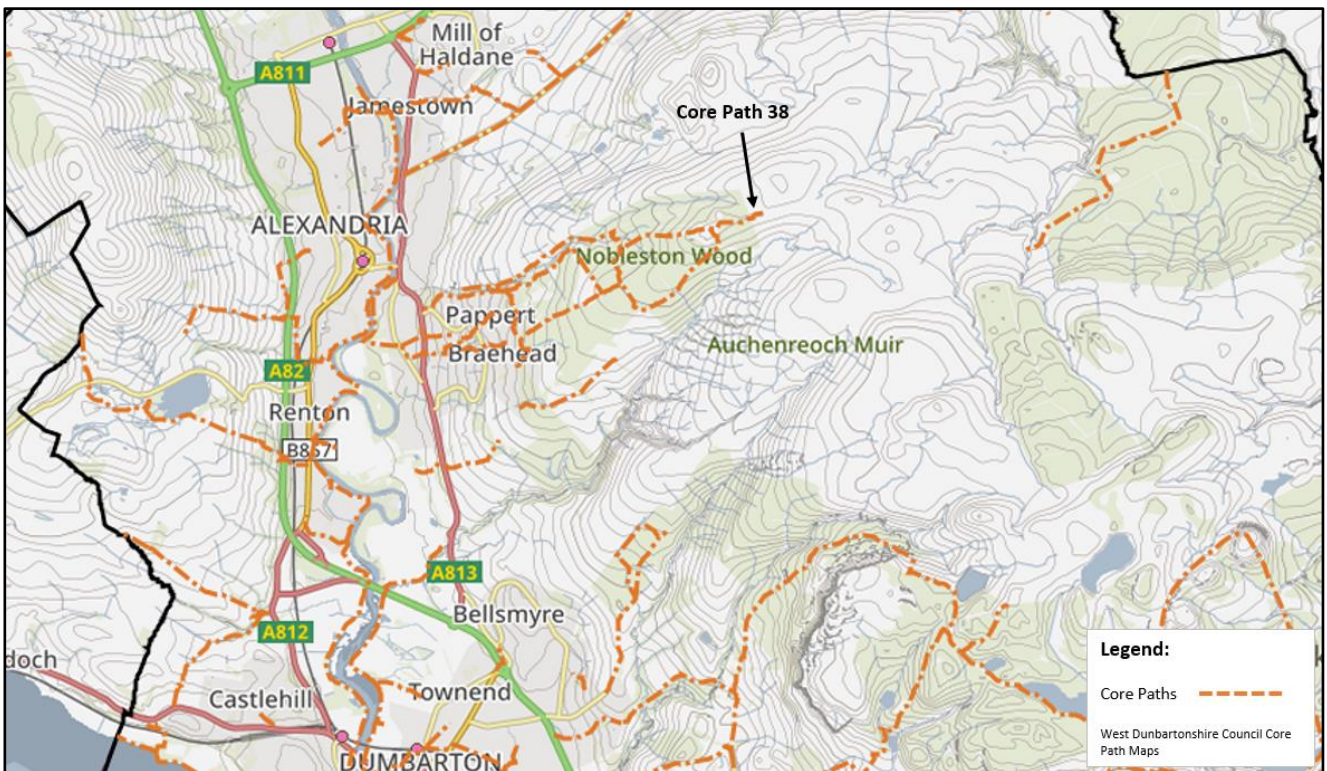 Mill of
Haldane
A811
Jamestown
Core Path 38
ALEXANDRIA
Nobleston Wood
Pappert
Braehead
Auchenreoch Muir
A82
Renton
B857
A813
Bellsmyre
A812
doch
Castlehill
Townend
DUMBARTON
Legend:
Core Paths
West Dunbartonshire Council Core
Path Maps